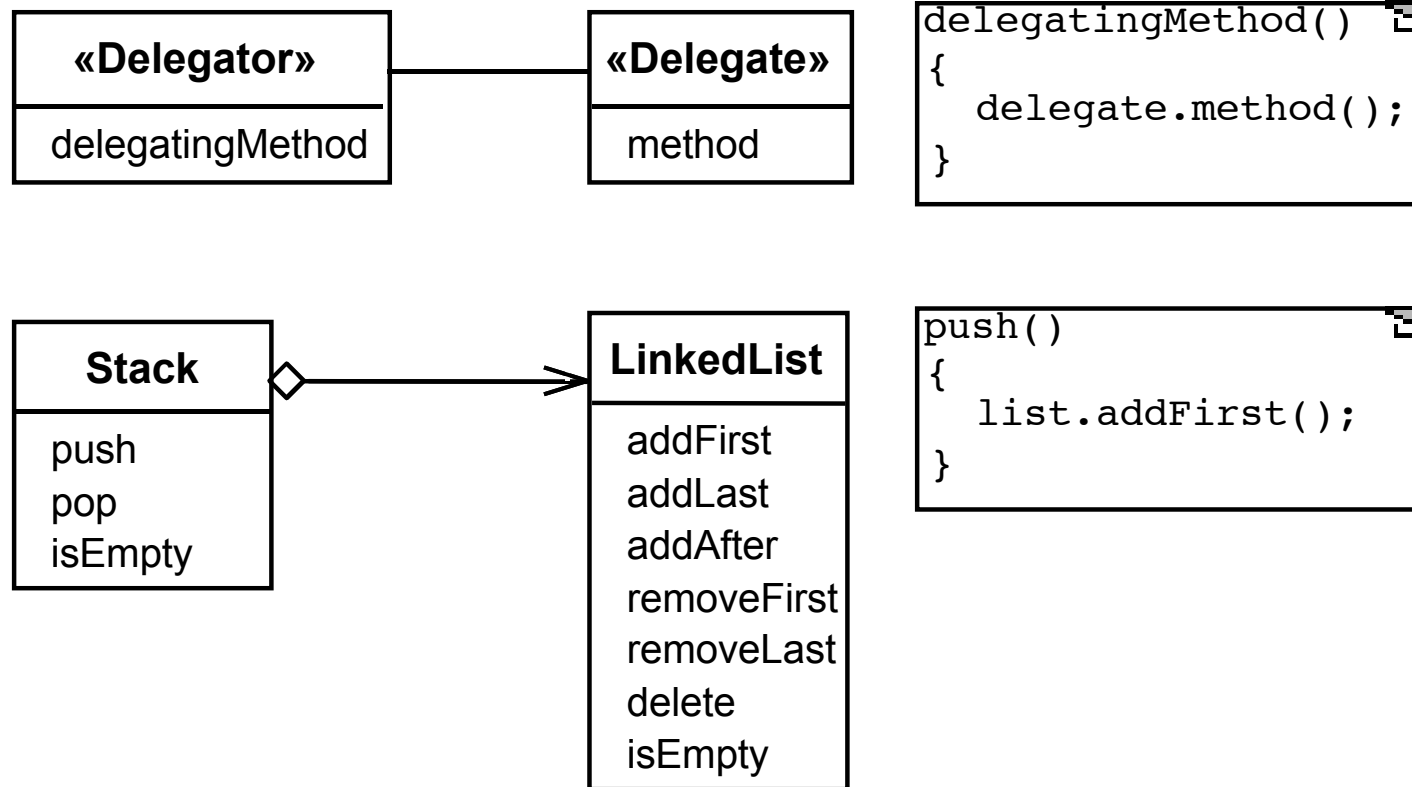 «Delegator»
delegatingMethod
«Delegate»
method
delegatingMethod()
{
  delegate.method();
}
Stack
push
pop
isEmpty
LinkedList
addFirst
addLast
addAfter
removeFirst
removeLast
delete
isEmpty
push()
{
  list.addFirst();
}